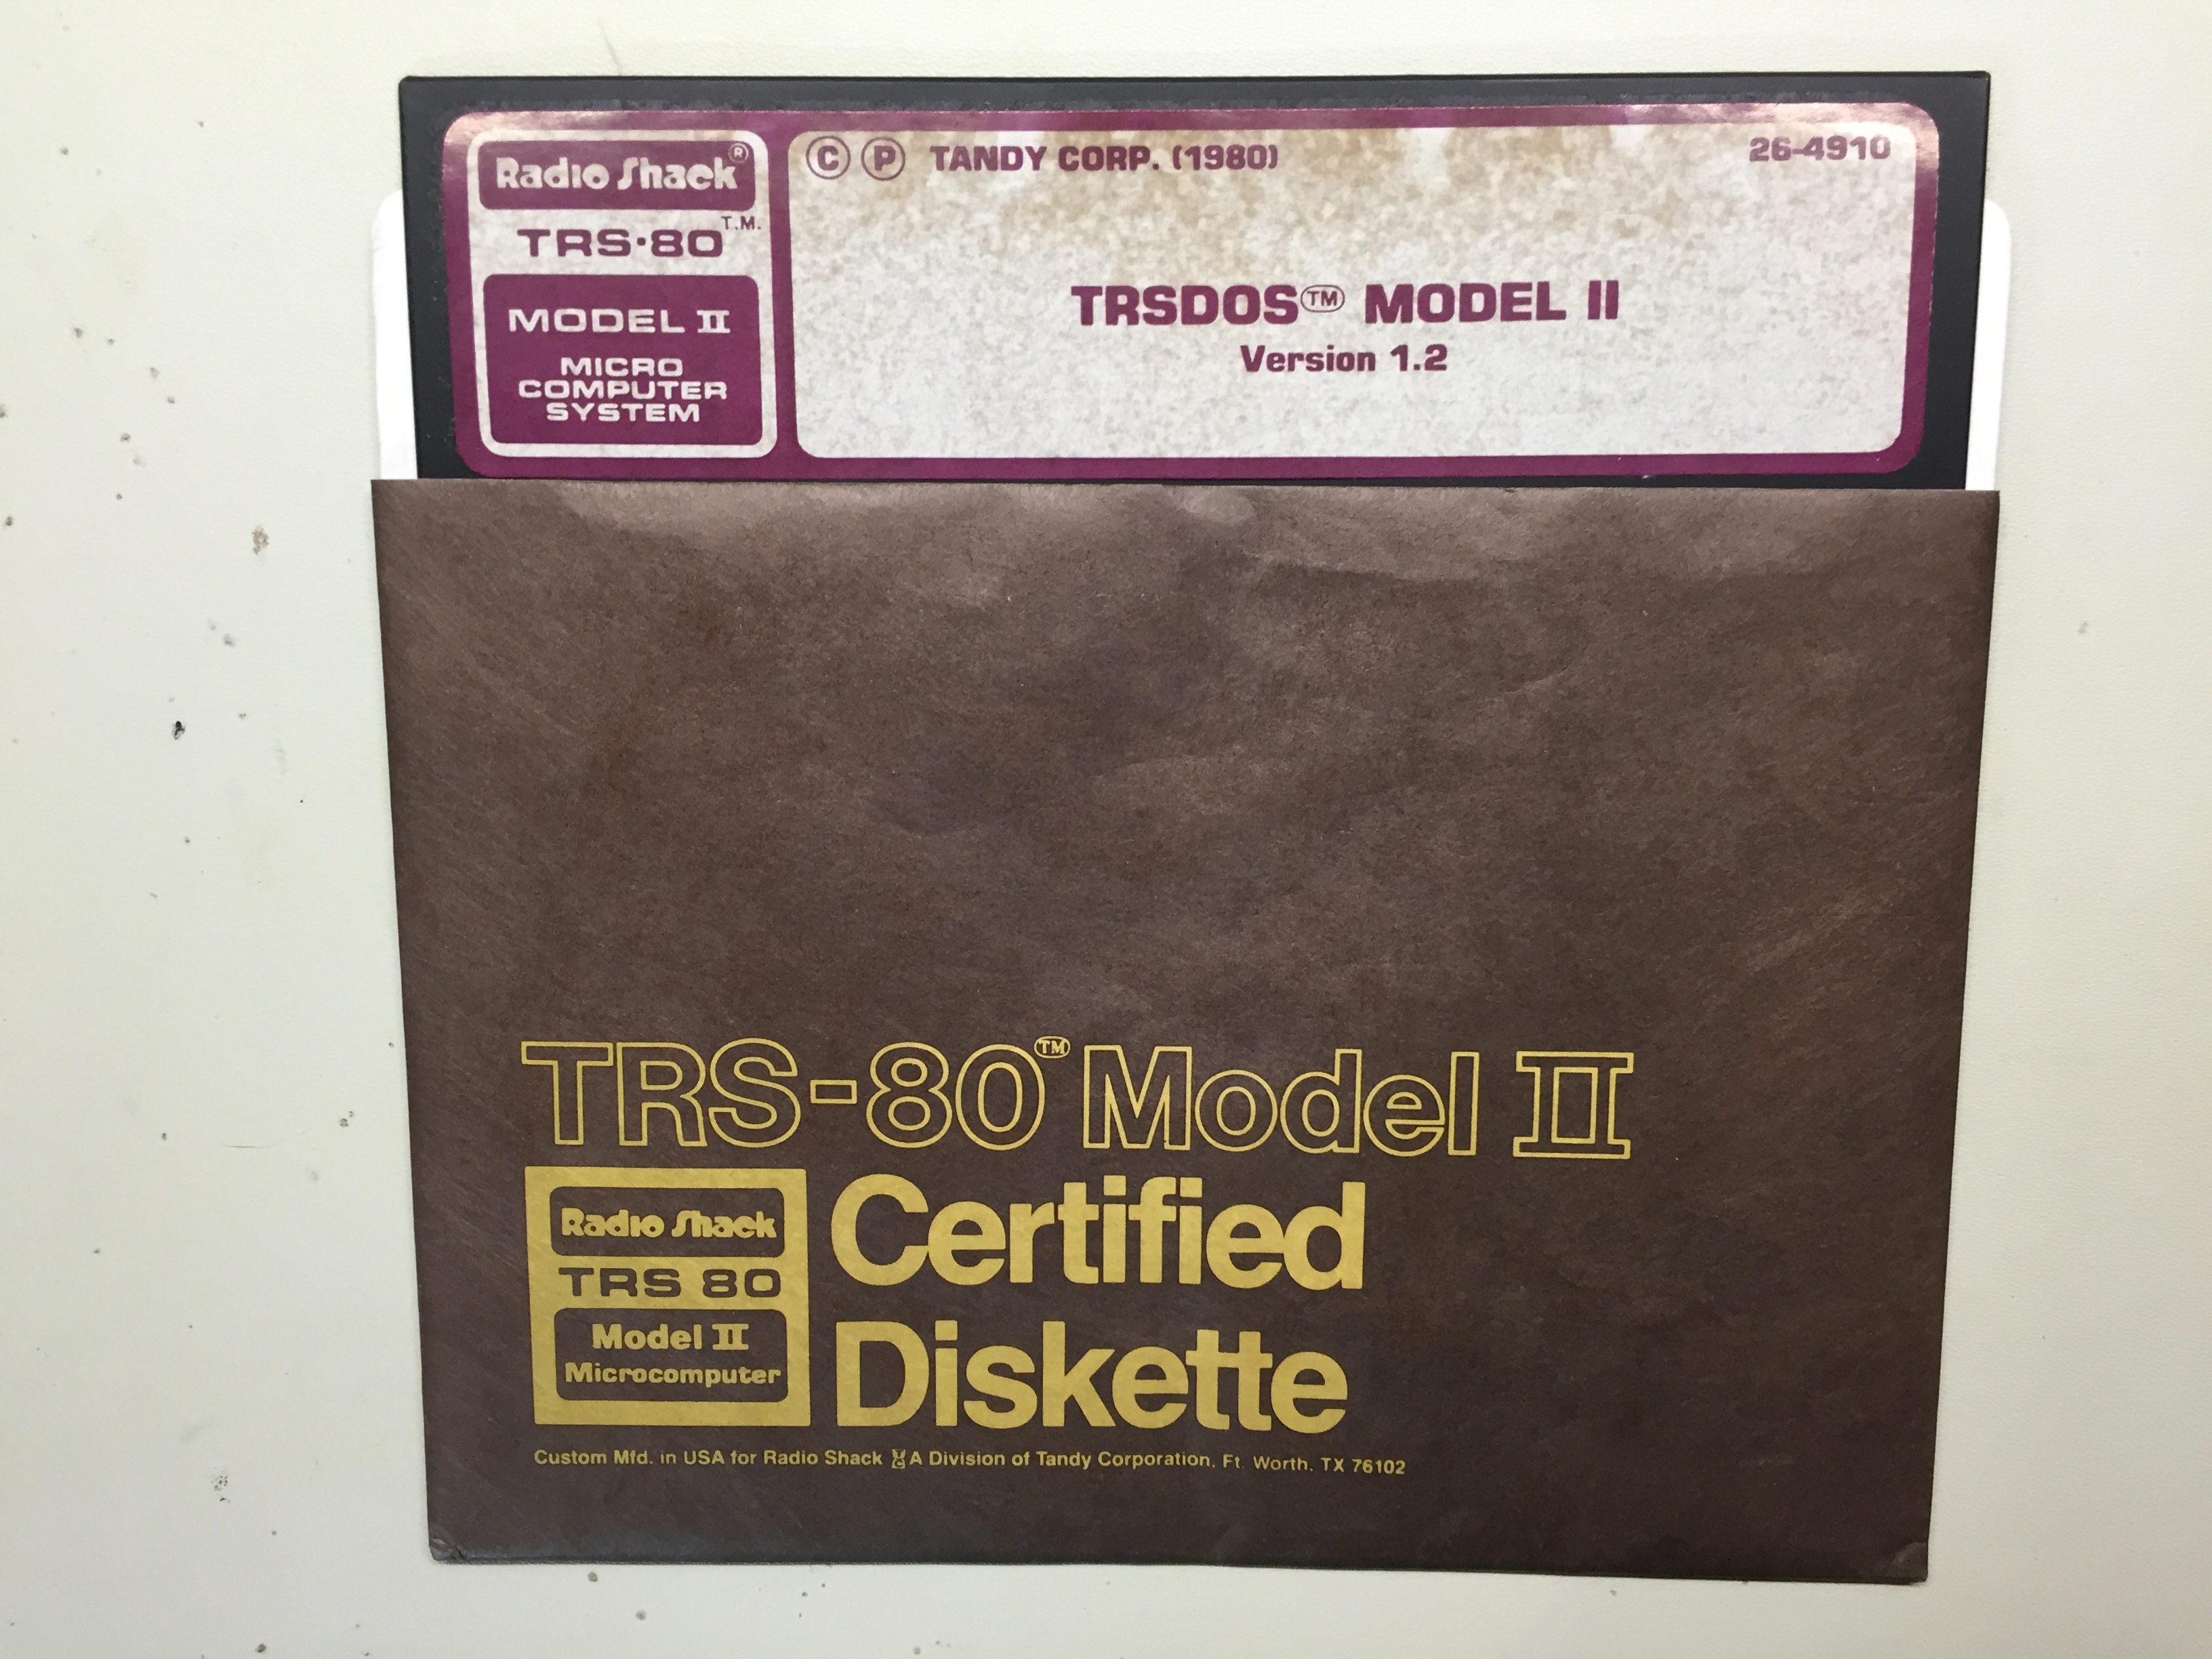 Radio Shack®
TRS-80 T.M.
MODEL II
MICRO
COMPUTER
SYSTEM
Ⓒ Ⓟ TANDY CORP. (1980)
26-4910
TRSDOS™ MODEL II
Version 1.2
TRS-80™ Model II
Radio Shack
TRS 80
Model II
Microcomputer
Certified
Diskette
Custom Mfd. in USA for Radio Shack A Division of Tandy Corporation, Ft. Worth, TX 76102